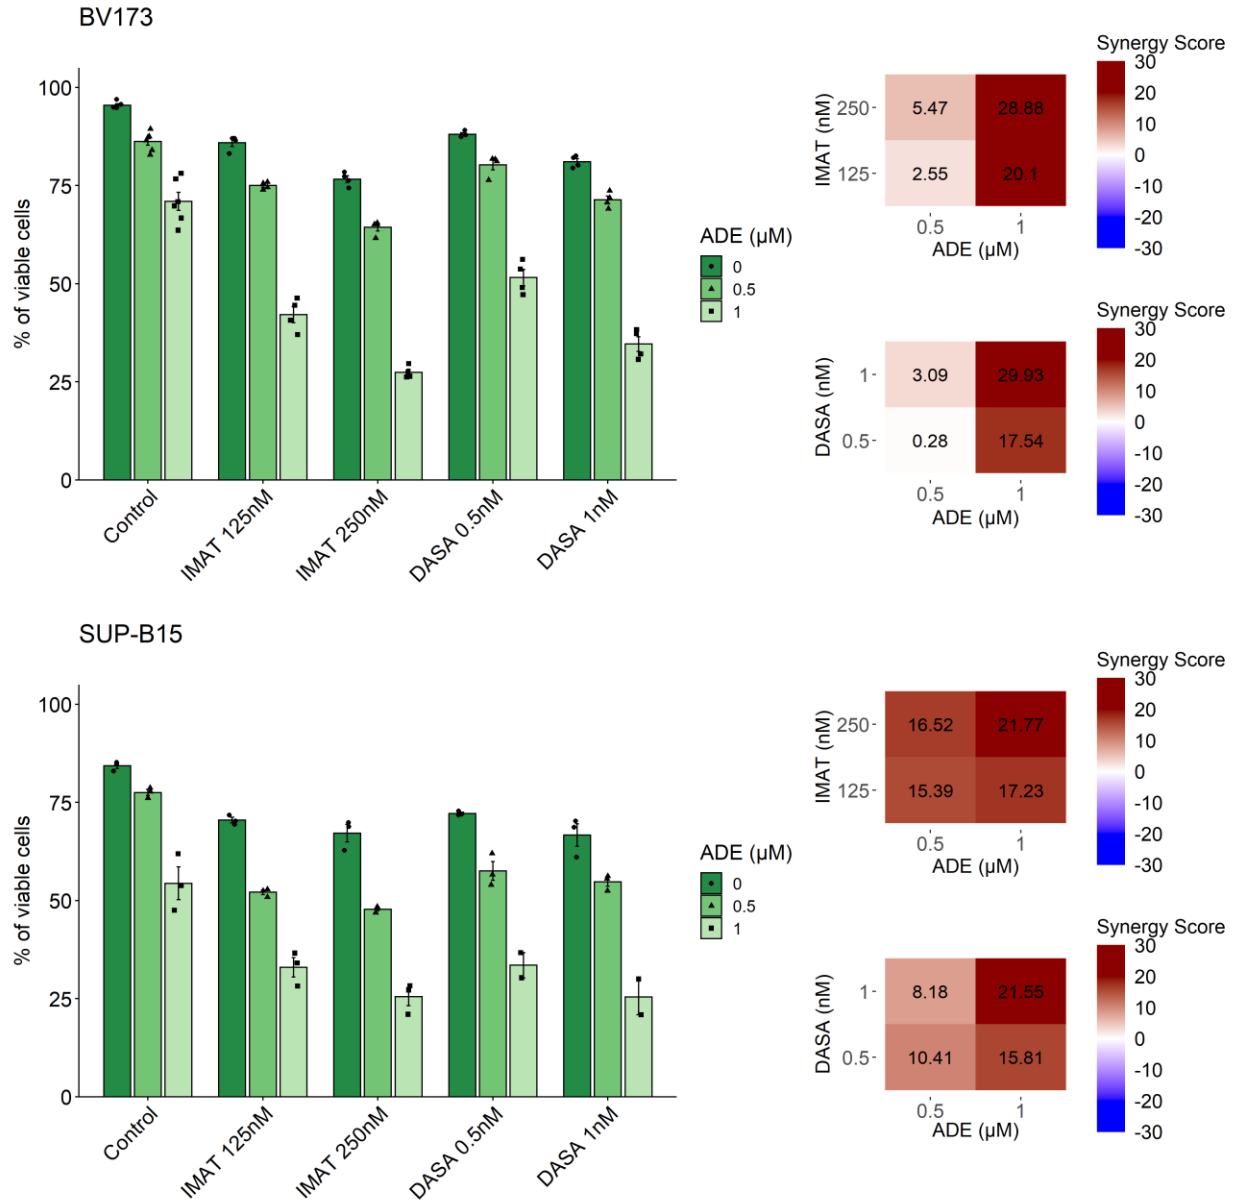 BV173
% of viable cells
100
75
50
25
0
Control
IMAT 125nM
IMAT 250nM
DASA 0.5nM
DASA 1nM
ADE (µM)
0
0.5
1
IMAT (nM)
250
125
5.47 28.88
2.55 20.1
0.5 1
ADE (µM)
Synergy Score
30
20
10
0
-10
-20
-30
DASA (nM)
1
0.5
3.09 29.93
0.28 17.54
0.5 1
ADE (µM)
Synergy Score
30
20
10
0
-10
-20
-30
SUP-B15
% of viable cells
100
75
50
25
0
Control
IMAT 125nM
IMAT 250nM
DASA 0.5nM
DASA 1nM
ADE (µM)
0
0.5
1
IMAT (nM)
250
125
16.52 21.77
15.39 17.23
0.5 1
ADE (µM)
Synergy Score
30
20
10
0
-10
-20
-30
DASA (nM)
1
0.5
8.18 21.55
10.41 15.81
0.5 1
ADE (µM)
Synergy Score
30
20
10
0
-10
-20
-30